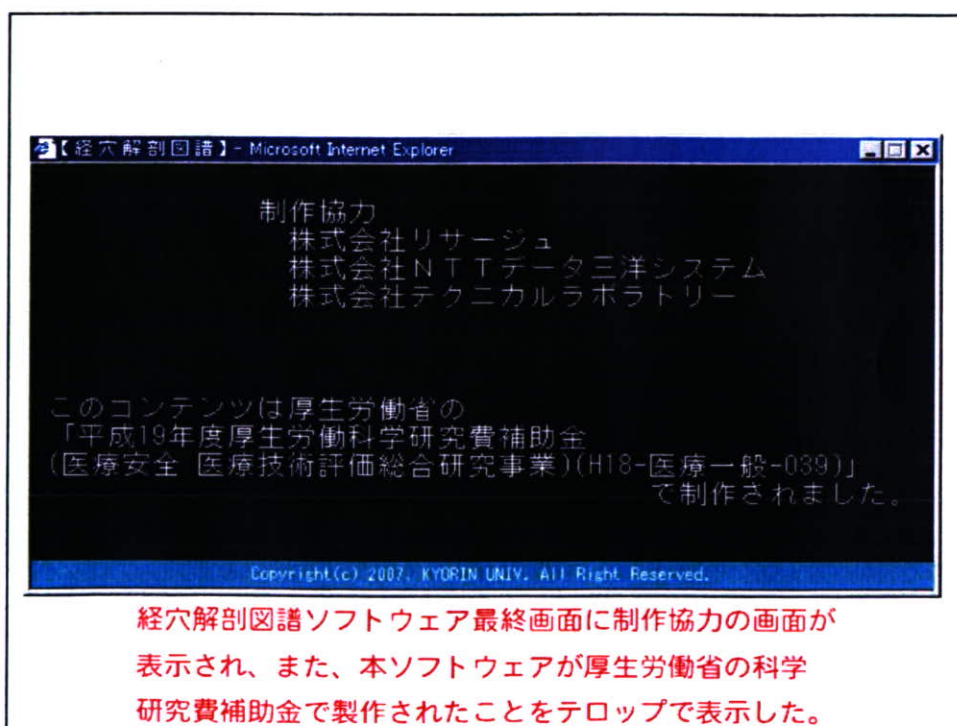 【経穴解剖図譜】- Microsoft Internet Explorer
制作協力
株式会社リサージュ
株式会社NTTデータ三洋システム
株式会社テクニカルラボラトリー
このコンテンツは厚生労働省の
「平成19年度厚生労働科学研究費補助金
(医療安全 医療技術評価総合研究事業)(H18-医療一般-039)」
で制作されました。
Copyright(c) 2007. KYORIN UNIV. All Right Reserved.
経穴解剖図譜ソフトウェア最終画面に制作協力の画面が
表示され、また、本ソフトウェアが厚生労働省の科学
研究費補助金で製作されたことをテロップで表示した。